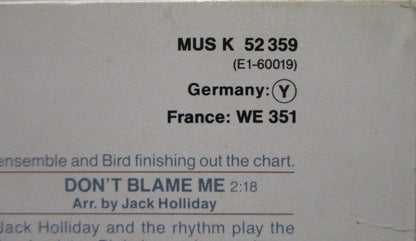 MUS K 52 359
(E1-60019)
Germany: Y
France: WE 351
ensemble and Bird finishing out the chart.
DON'T BLAME ME 2:18
Arr. by Jack Holliday
Jack Holliday and the rhythm play the